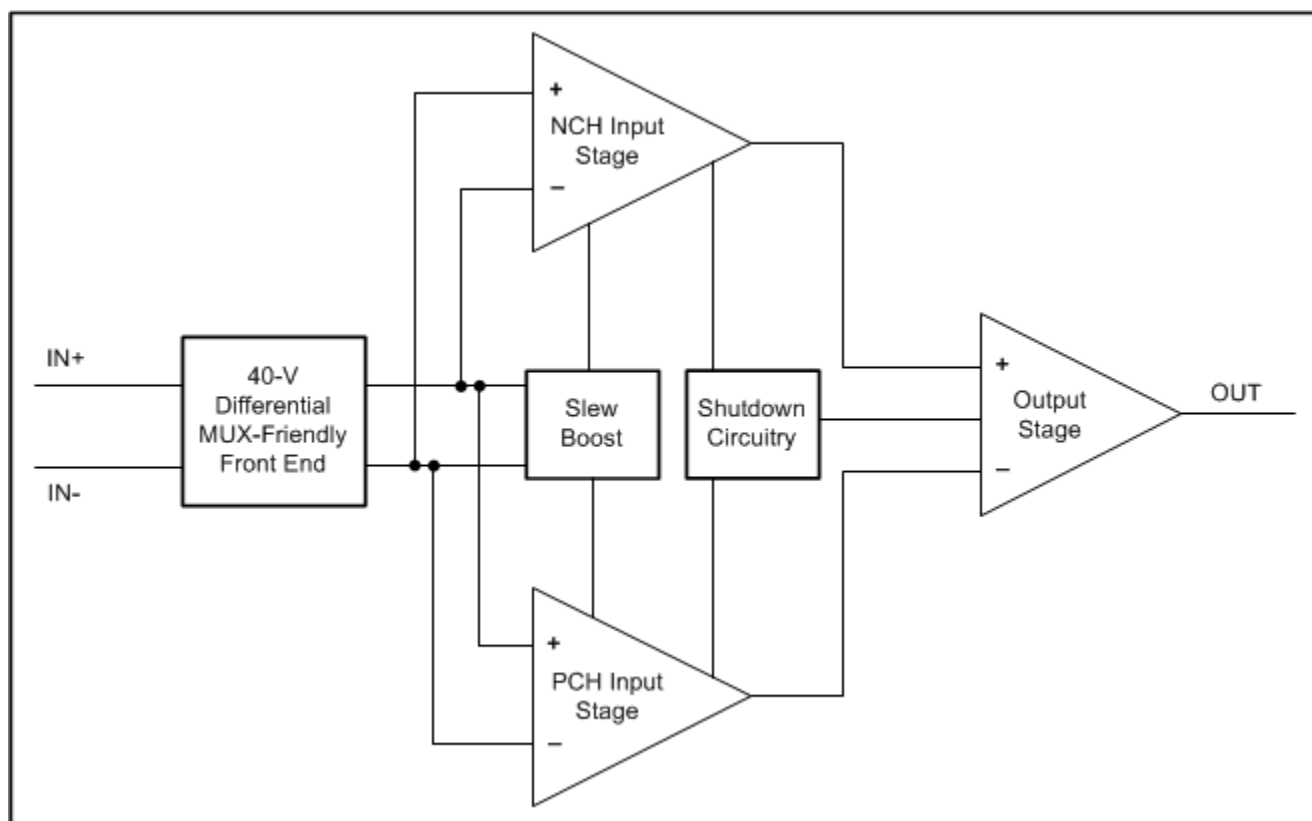 +
NCH Input
Stage
−
IN+
IN-
40-V
Differential
MUX-Friendly
Front End
Slew
Boost
Shutdown
Circuitry
+
Output
Stage
−
OUT
+
PCH Input
Stage
−